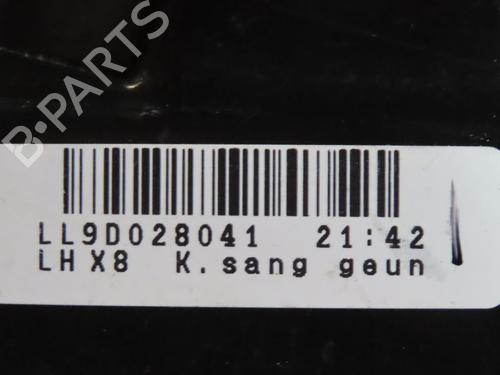 B-PARTS
LL9D028041 21:42
LH X8 K.sang geun